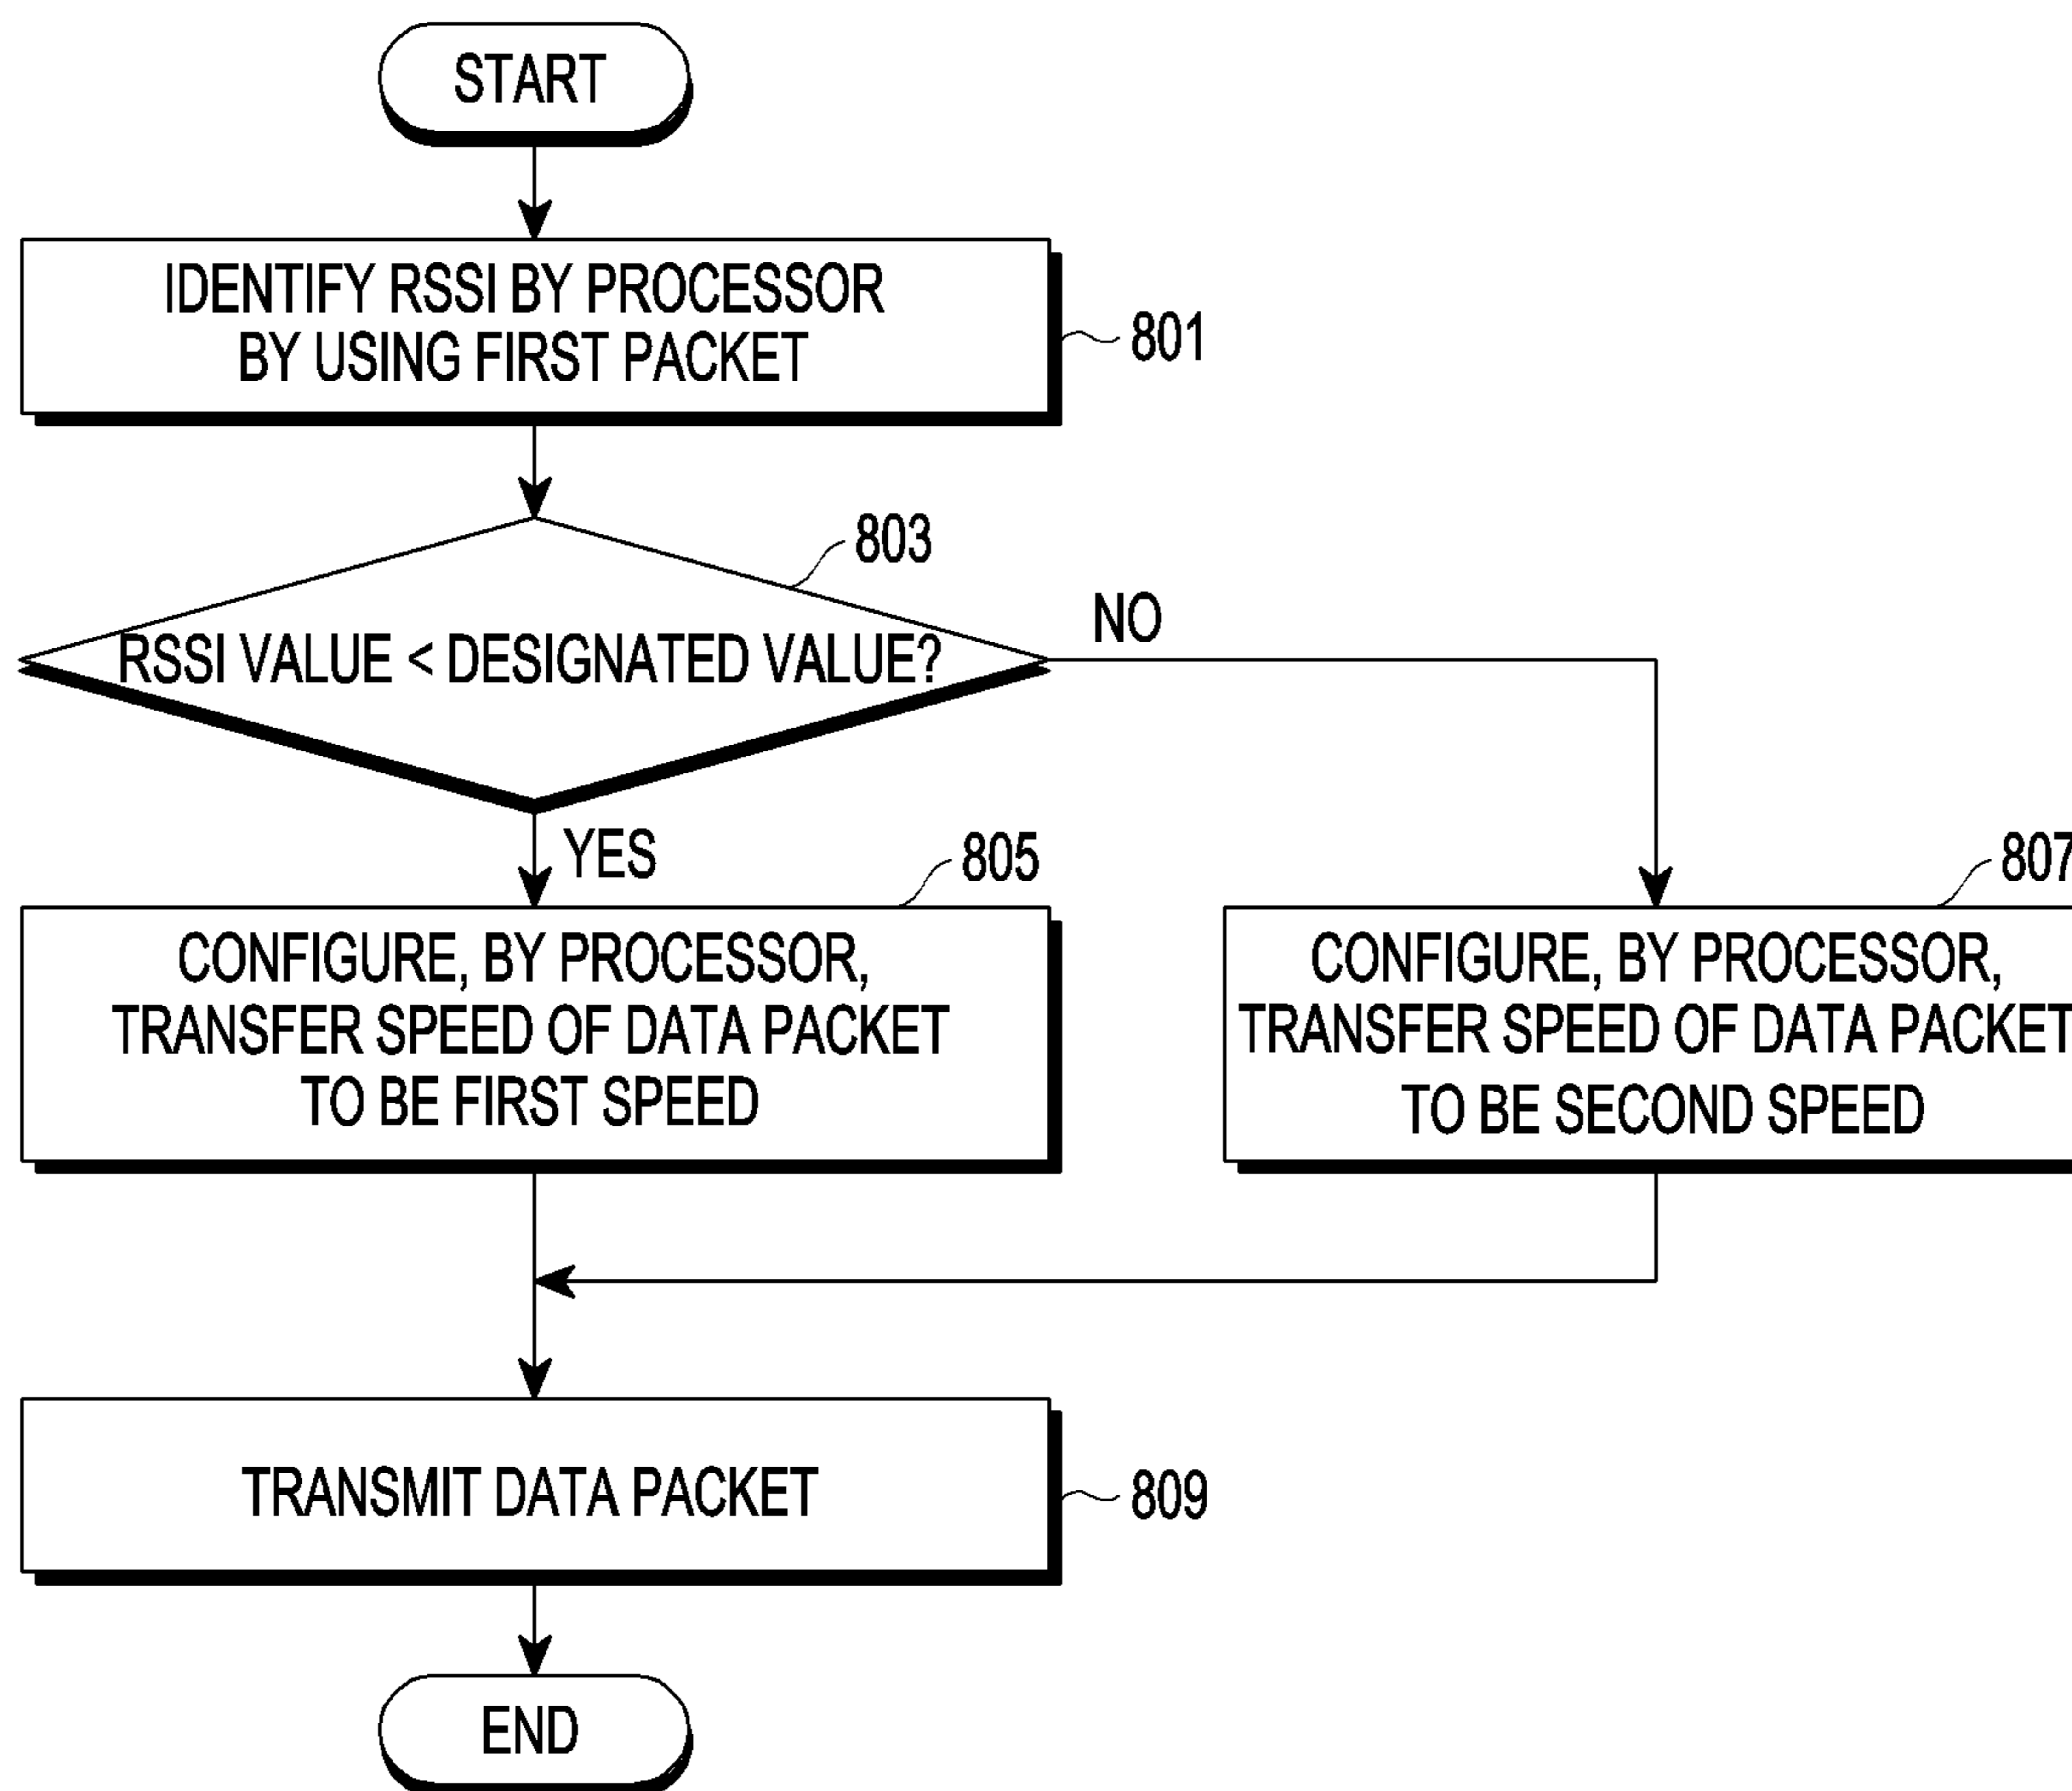 START
IDENTIFY RSSI BY PROCESSOR
BY USING FIRST PACKET
801
803
RSSI VALUE < DESIGNATED VALUE?
NO
YES
805
CONFIGURE, BY PROCESSOR,
TRANSFER SPEED OF DATA PACKET
TO BE FIRST SPEED
807
CONFIGURE, BY PROCESSOR,
TRANSFER SPEED OF DATA PACKET
TO BE SECOND SPEED
TRANSMIT DATA PACKET
809
END